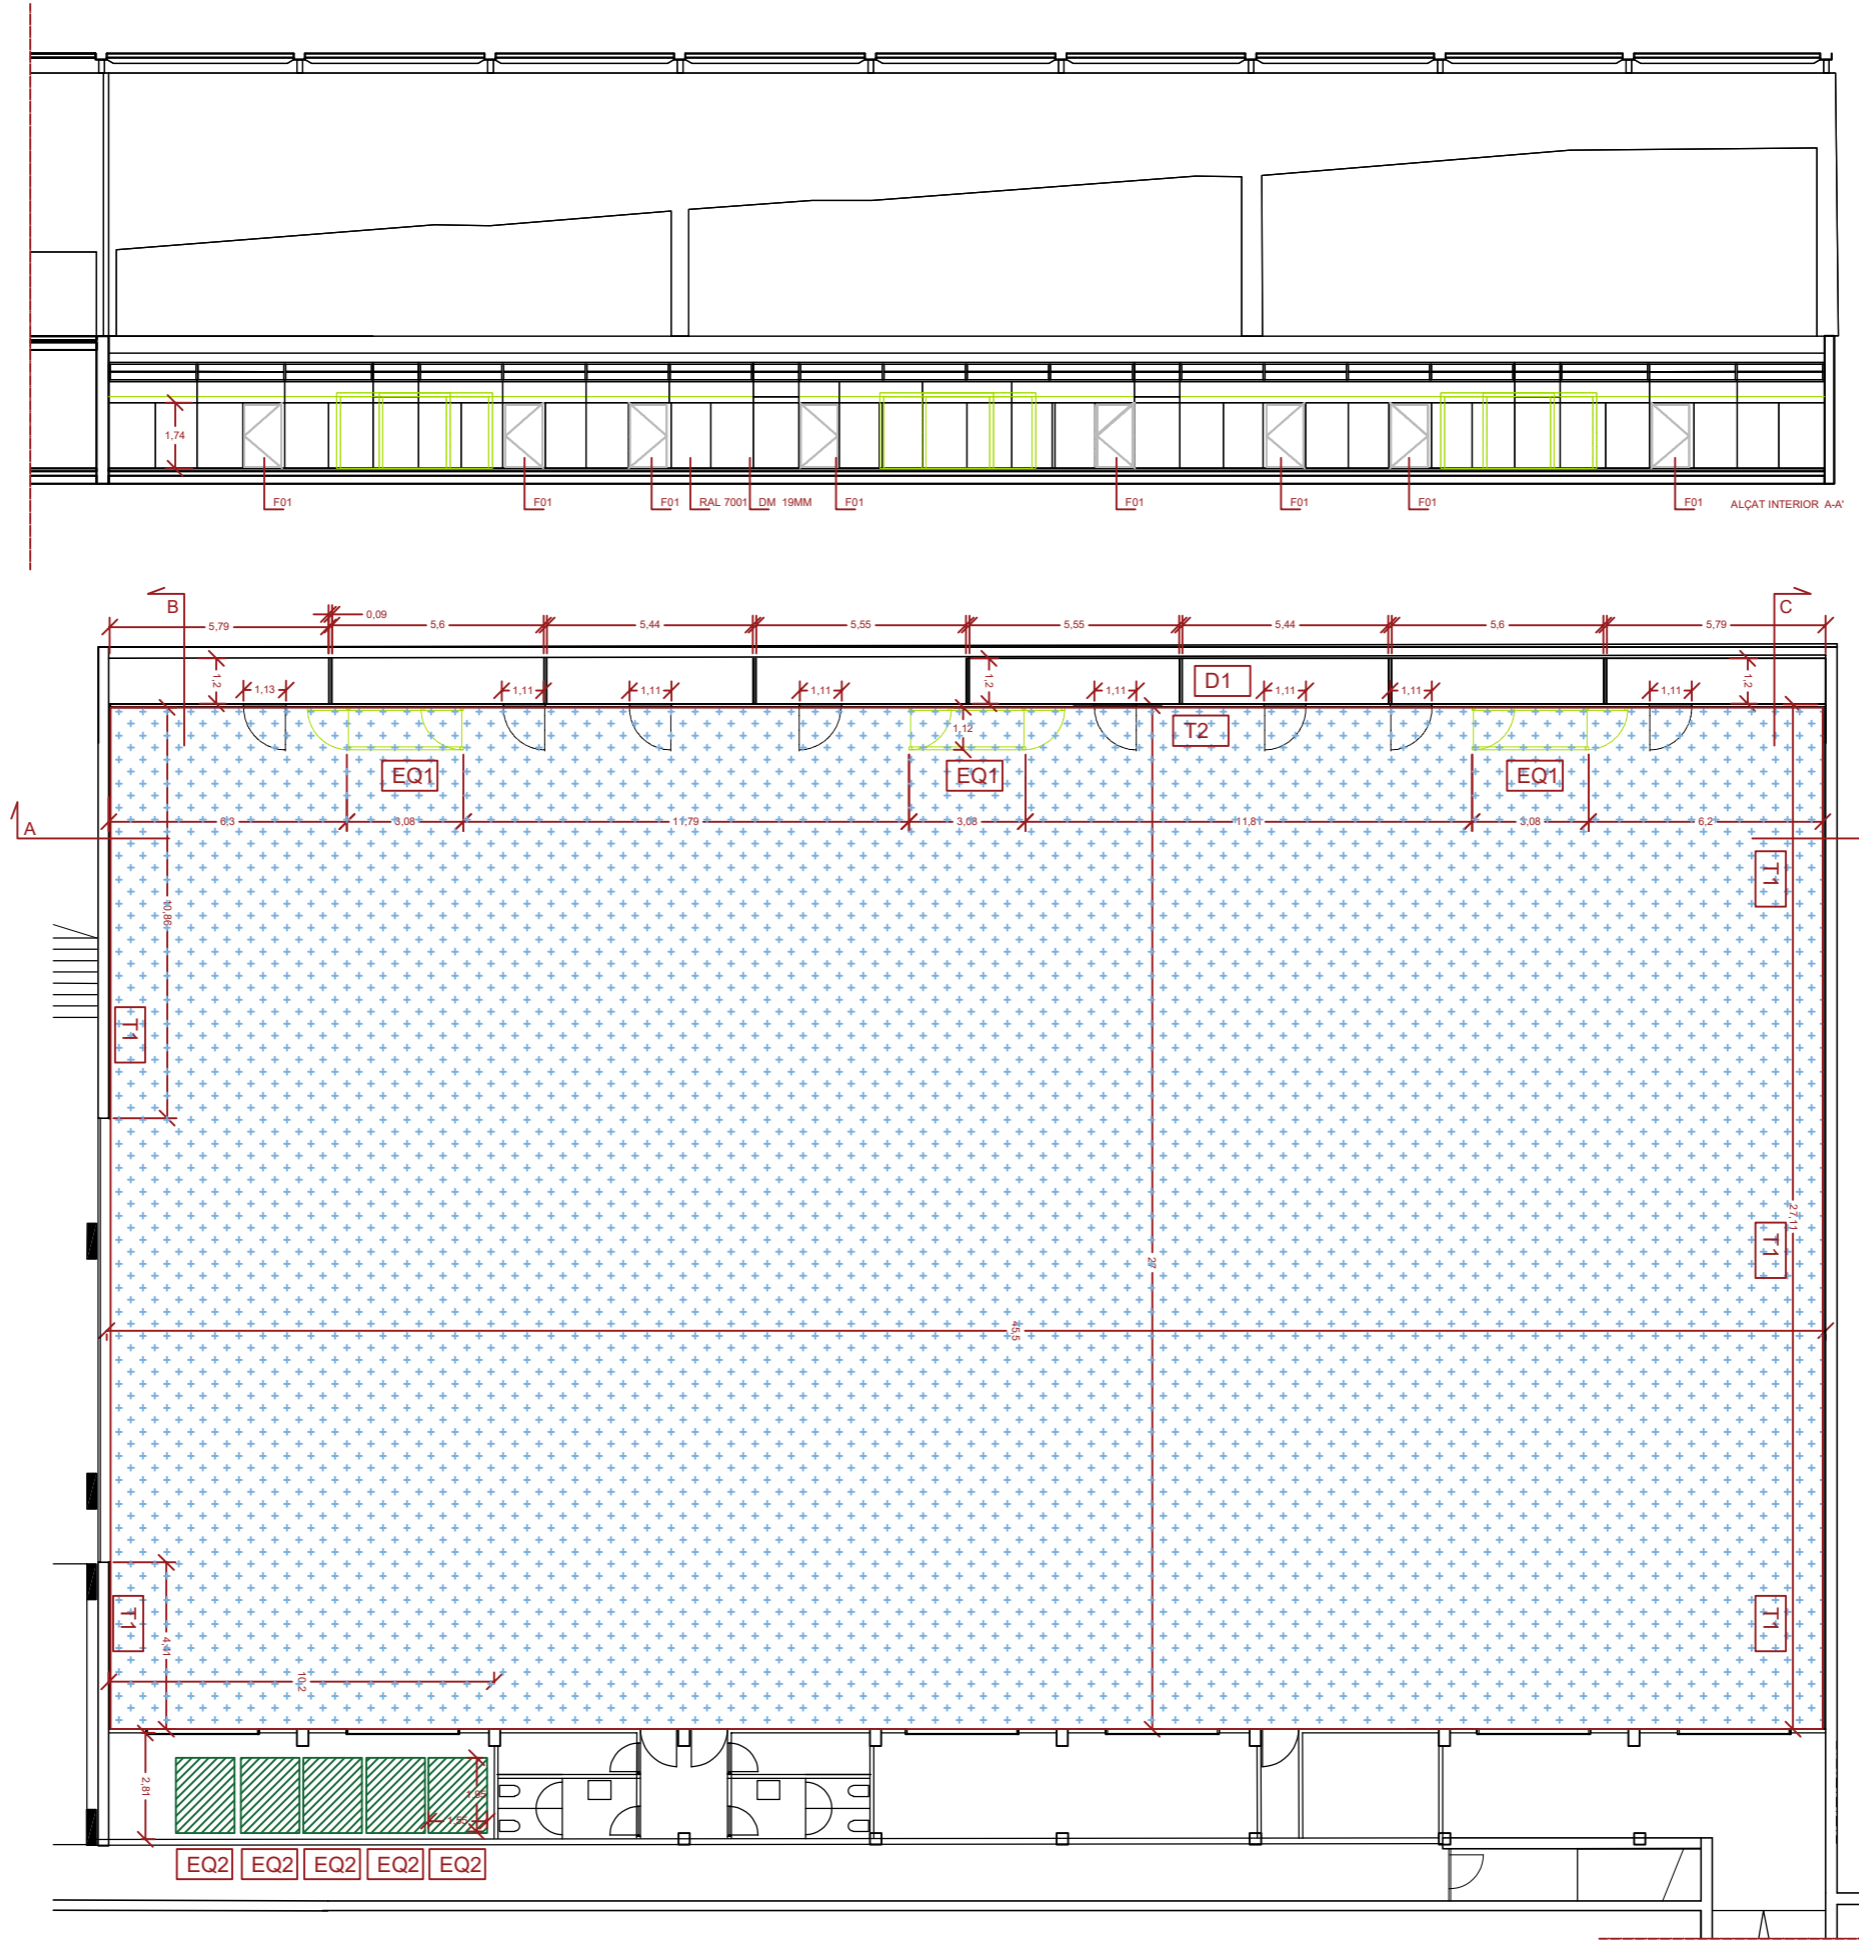 1,74
F01
F01
F01
RAL 7001
DM 19MM
F01
F01
F01
F01
F01
ALÇAT INTERIOR A-A'
B
C
5,79
0,09
5,6
5,44
5,55
5,55
5,44
5,6
5,79
1,2
1,2
1,2
D1
1,13
1,11
1,11
1,11
1,11
1,11
1,11
1,11
1,12
T2
EQ1
EQ1
EQ1
A
6,3
3,08
11,79
3,08
11,81
3,08
6,2
T1
10,86
T1
27,11
T1
27
45,5
T1
T1
4,41
10,2
2,81
1,95
1,55
EQ2
EQ2
EQ2
EQ2
EQ2